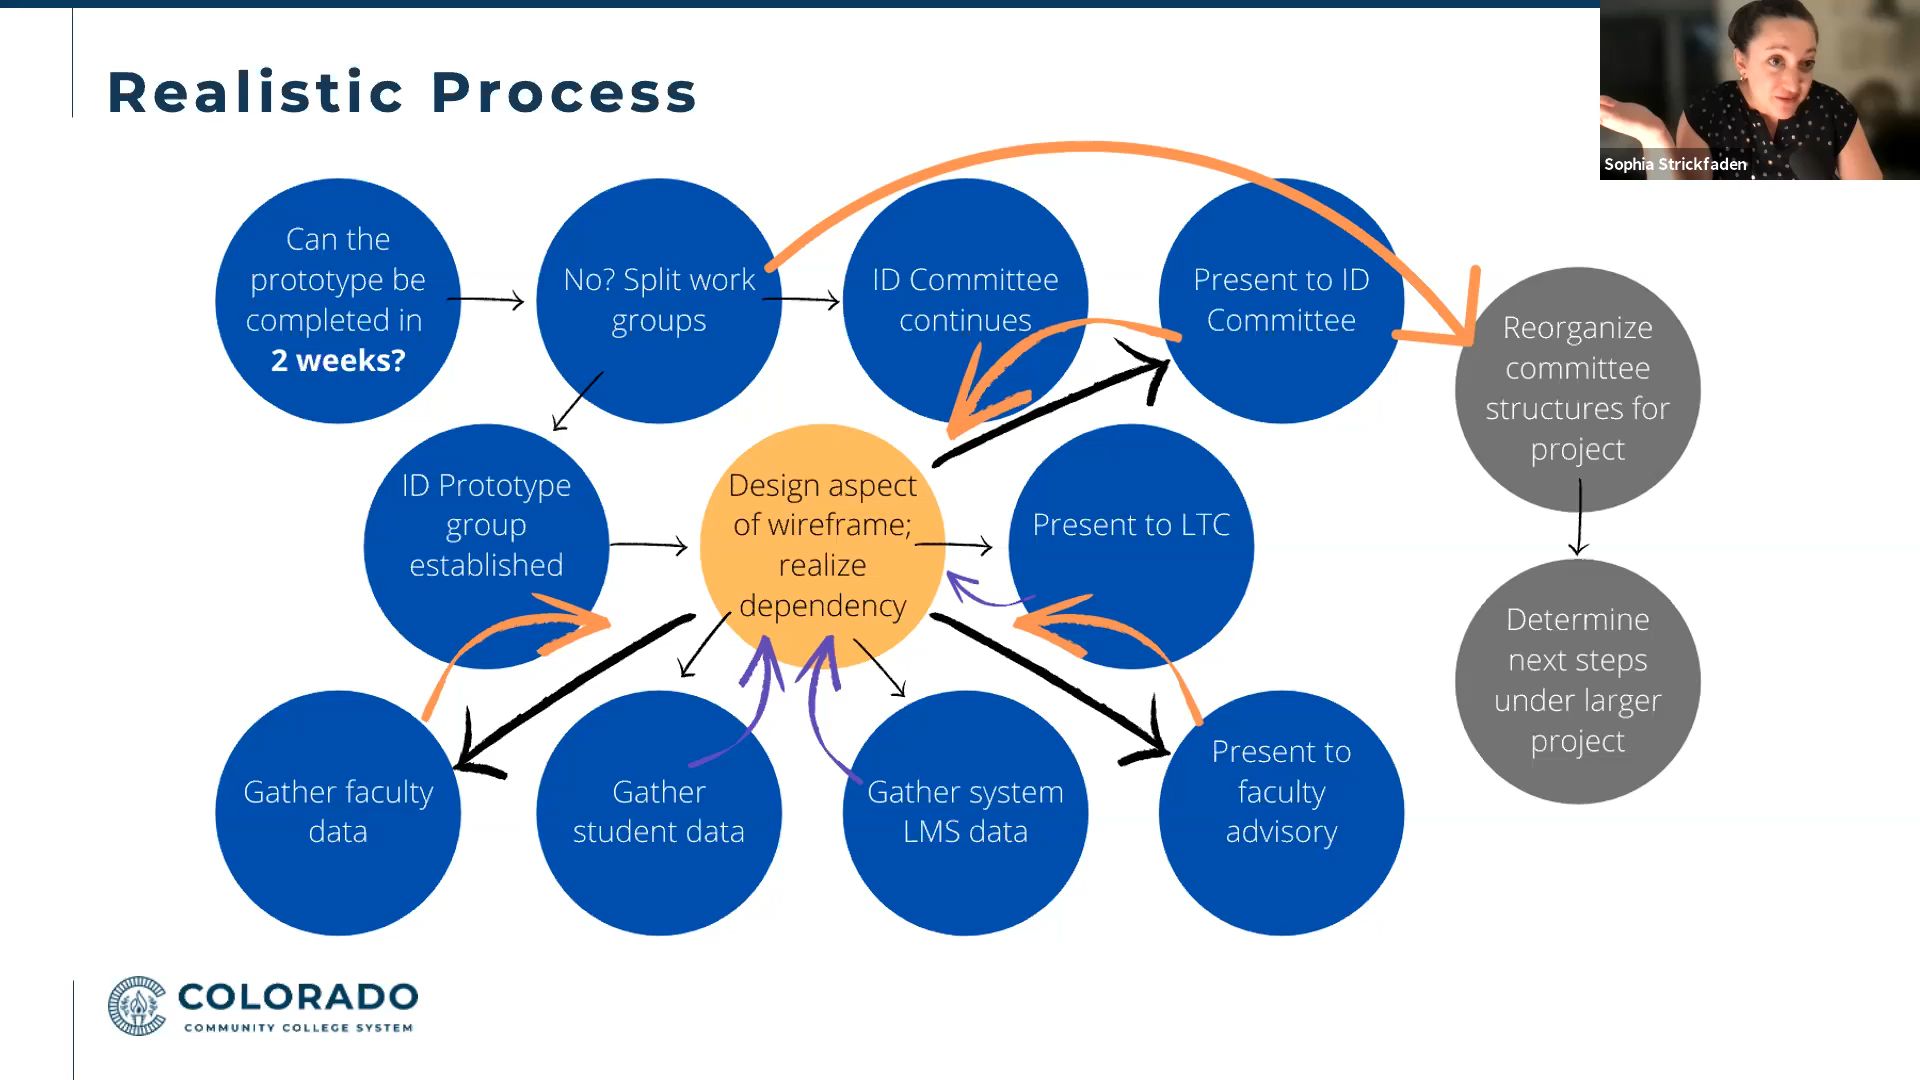 Realistic Process
Sophia Strickfaden
Can the
prototype be
completed in
2 weeks?
No? Split work
groups
ID Committee
continues
Present to ID
Committee
Reorganize
committee
structures for
project
ID Prototype
group
established
Design aspect
of wireframe;
realize
dependency
Present to LTC
Determine
next steps
under larger
project
Gather faculty
data
Gather
student data
Gather system
LMS data
Present to
faculty
advisory
COLORADO
COMMUNITY COLLEGE SYSTEM